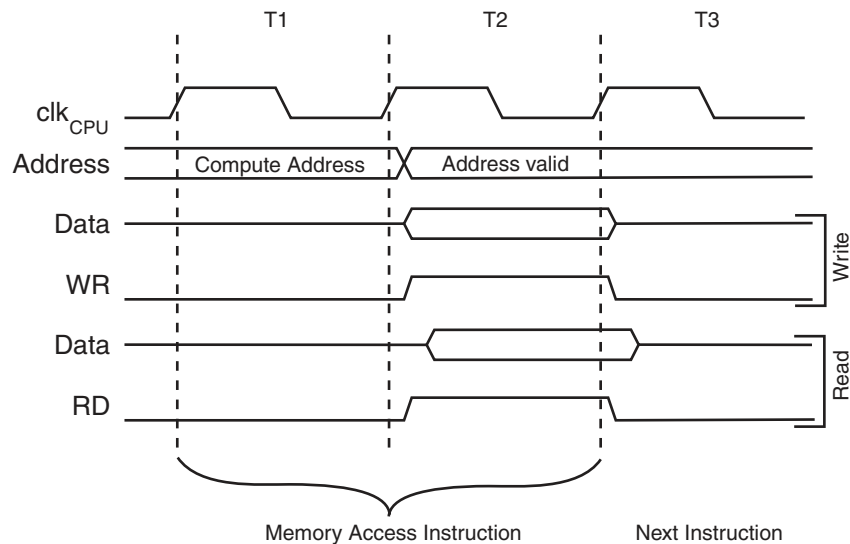 T1 T2 T3
clkCPU
Address Compute Address Address valid
Data
WR
Write
Data
RD
Read
Memory Access Instruction Next Instruction